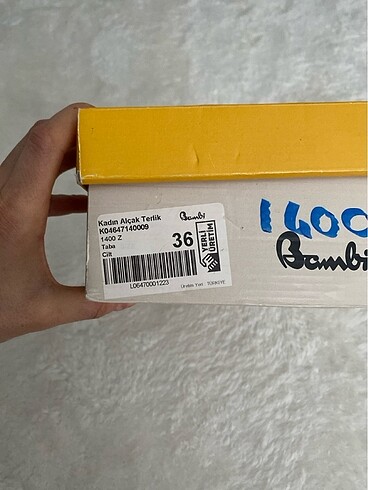 Kadın Alçak Terlik
Bambi
K04647140009
1400 Z
Taba
Cilt
36
YERLİ
ÜRETİM
L06470001223
Üretim Yeri : TÜRKİYE
1400
Bambi